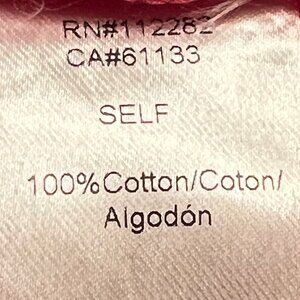 RN#112282
CA#61133
SELF
100%Cotton/Coton/
Algodón